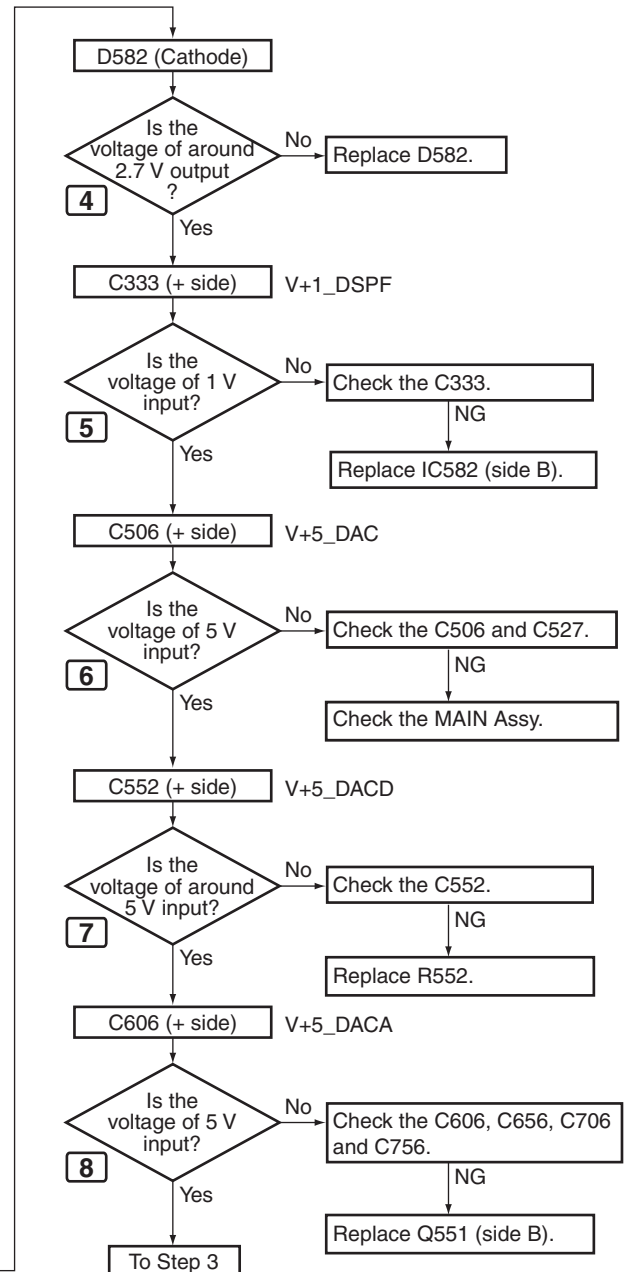 D582 (Cathode)
Is the
voltage of around
2.7 V output
?
No
Replace D582.
4
Yes
C333 (+ side)
V+1_DSPF
Is the
voltage of 1 V
input?
No
Check the C333.
5
NG
Yes
Replace IC582 (side B).
C506 (+ side)
V+5_DAC
Is the
voltage of 5 V
input?
No
Check the C506 and C527.
6
NG
Yes
Check the MAIN Assy.
C552 (+ side)
V+5_DACD
Is the
voltage of around
5 V input?
No
Check the C552.
7
NG
Yes
Replace R552.
C606 (+ side)
V+5_DACA
Is the
voltage of 5 V
input?
No
Check the C606, C656, C706
and C756.
8
NG
Yes
Replace Q551 (side B).
To Step 3